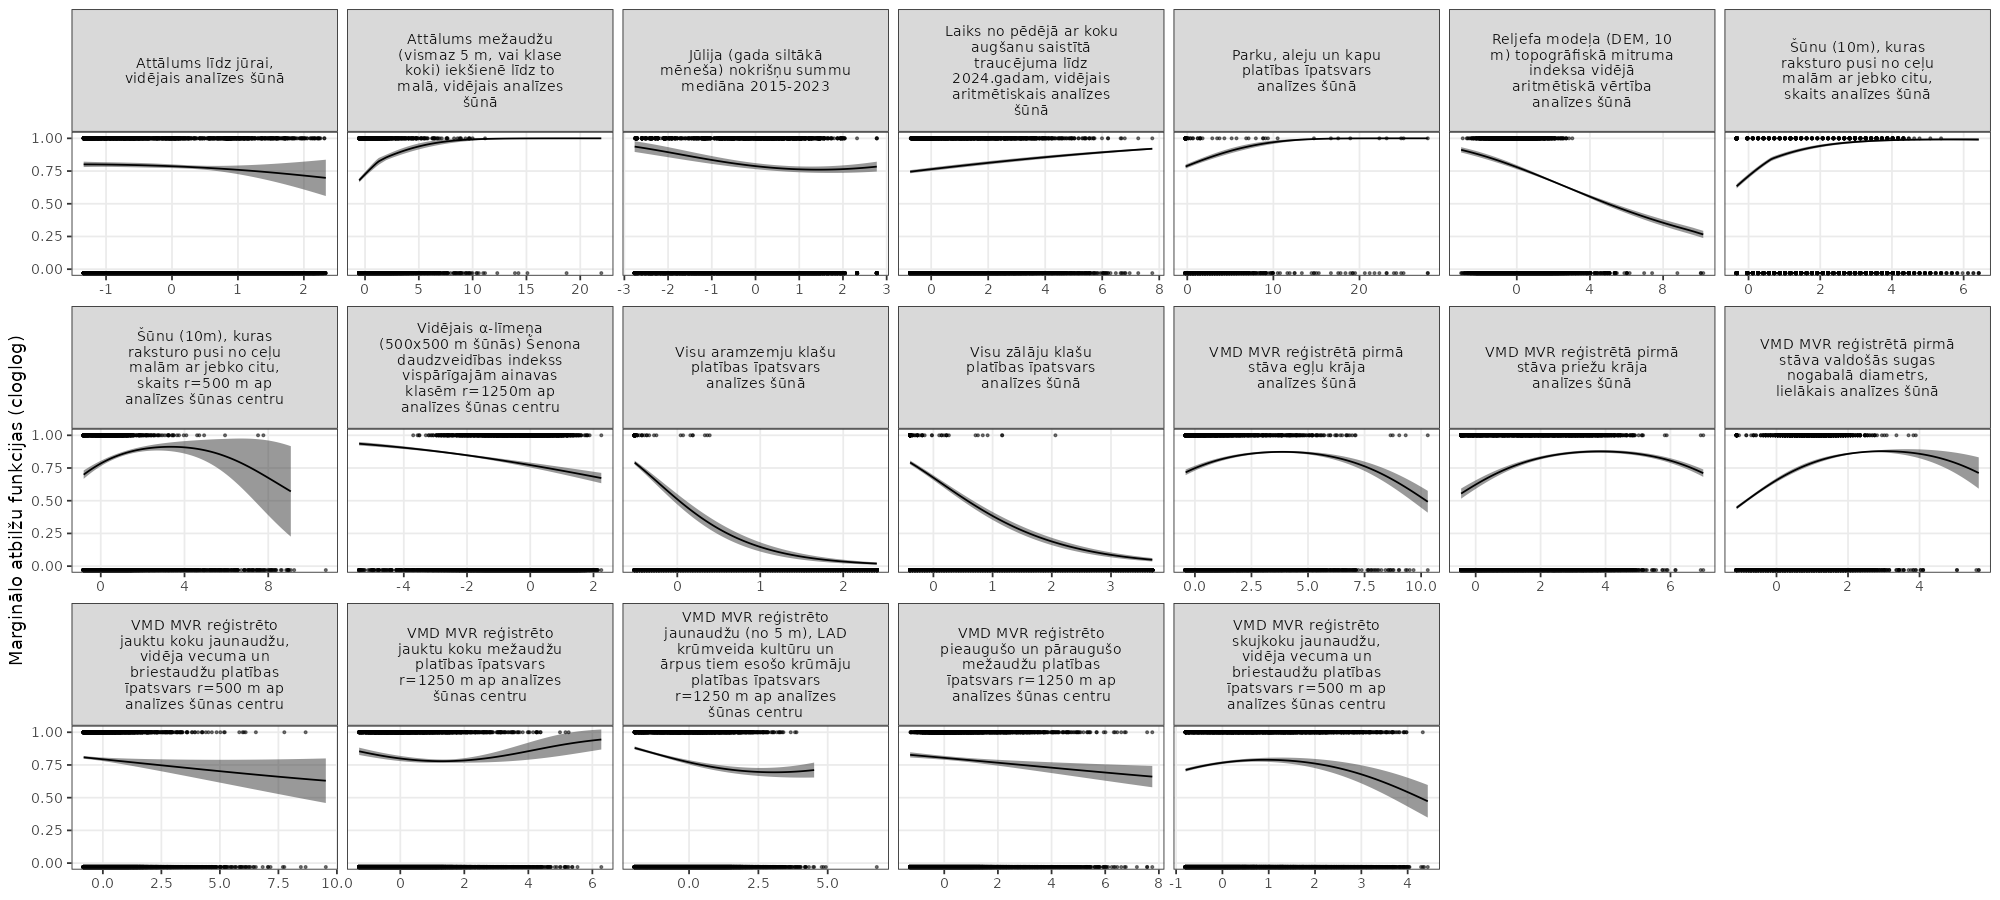 Attālums līdz jūrai,
vidējais analīzes šūnā
Attālums mežaudžu
(vismaz 5 m, vai klase
koki) iekšienē līdz to
malā, vidējais analīzes
šūnā
Jūlija (gada siltākā
mēneša) nokrišņu summu
mediāna 2015-2023
Laiks no pēdējā ar koku
augšanu saistītā
traucējuma līdz
2024.gadam, vidējais
aritmētiskais analīzes
šūnā
Parku, aleju un kapu
platības īpatsvars
analīzes šūnā
Reljefa modeļa (DEM, 10
m) topogrāfiskā mitruma
indeksa vidējā
aritmētiskā vērtība
analīzes šūnā
Šūnu (10m), kuras
raksturo pusi no ceļu
malām ar jebko citu,
skaits analīzes šūnā
1.00
0.75
0.50
0.25
0.00
-1 0 1 2
0 5 10 15 20
-3 -2 -1 0 1 2 3
0 2 4 6 8
0 10 20
0 4 8
0 2 4 6
Marginālo atbilžu funkcijas (cloglog)
Šūnu (10m), kuras
raksturo pusi no ceļu
malām ar jebko citu,
skaits r=500 m ap
analīzes šūnas centru
Vidējais α-līmeņa
(500x500 m šūnās) Šenona
daudzveidības indekss
vispārīgajām ainavas
klasēm r=1250m ap
analīzes šūnas centru
Visu aramzemju klašu
platības īpatsvars
analīzes šūnā
Visu zālāju klašu
platības īpatsvars
analīzes šūnā
VMD MVR reģistrētā pirmā
stāva egļu krāja
analīzes šūnā
VMD MVR reģistrētā pirmā
stāva priežu krāja
analīzes šūnā
VMD MVR reģistrētā pirmā
stāva valdošās sugas
nogabalā diametrs,
lielākais analīzes šūnā
1.00
0.75
0.50
0.25
0.00
0 4 8
-4 -2 0 2
0 1 2
0 1 2 3
0.0 2.5 5.0 7.5 10.0
0 2 4 6
0 2 4
VMD MVR reģistrēto
jauktu koku jaunaudžu,
vidēja vecuma un
briestaudžu platības
īpatsvars r=500 m ap
analīzes šūnas centru
VMD MVR reģistrēto
jauktu koku mežaudžu
platības īpatsvars
r=1250 m ap analīzes
šūnas centru
VMD MVR reģistrēto
jaunaudžu (no 5 m), LAD
krūmveida kultūru un
ārpus tiem esošo krūmāju
platības īpatsvars
r=1250 m ap analīzes
šūnas centru
VMD MVR reģistrēto
pieaugušo un pāraugušo
mežaudžu platības
īpatsvars r=1250 m ap
analīzes šūnas centru
VMD MVR reģistrēto
skujkoku jaunaudžu,
vidēja vecuma un
briestaudžu platības
īpatsvars r=500 m ap
analīzes šūnas centru
1.00
0.75
0.50
0.25
0.00
0.0 2.5 5.0 7.5 10.0
0 2 4 6
0.0 2.5 5.0
0 2 4 6 8
-1 0 1 2 3 4